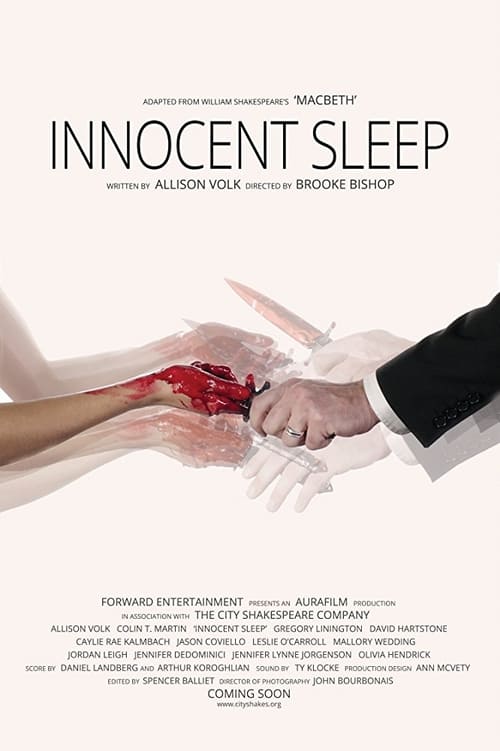 ADAPTED FROM WILLIAM SHAKESPEARE'S 'MACBETH'
INNOCENT SLEEP
WRITTEN BY ALLISON VOLK DIRECTED BY BROOKE BISHOP
FORWARD ENTERTAINMENT PRESENTS AN AURAFILM PRODUCTION
IN ASSOCIATION WITH THE CITY SHAKESPEARE COMPANY
ALLISON VOLK COLIN T. MARTIN 'INNOCENT SLEEP' GREGORY LININGTON DAVID HARTSTONE
CAYLIE RAE KALMBACH JASON COVIELLO LESLIE O'CARROLL MALLORY WEDDING
JORDAN LEIGH JENNIFER DEDOMINICI JENNIFER LYNNE JORGENSON OLIVIA HENDRICK
SCORE BY DANIEL LANDBERG AND ARTHUR KOROGHLIAN SOUND BY TY KLOCKE PRODUCTION DESIGN ANN MCVETY
EDITED BY SPENCER BALLIET DIRECTOR OF PHOTOGRAPHY JOHN BOURBONAIS
COMING SOON
www.cityshakes.org